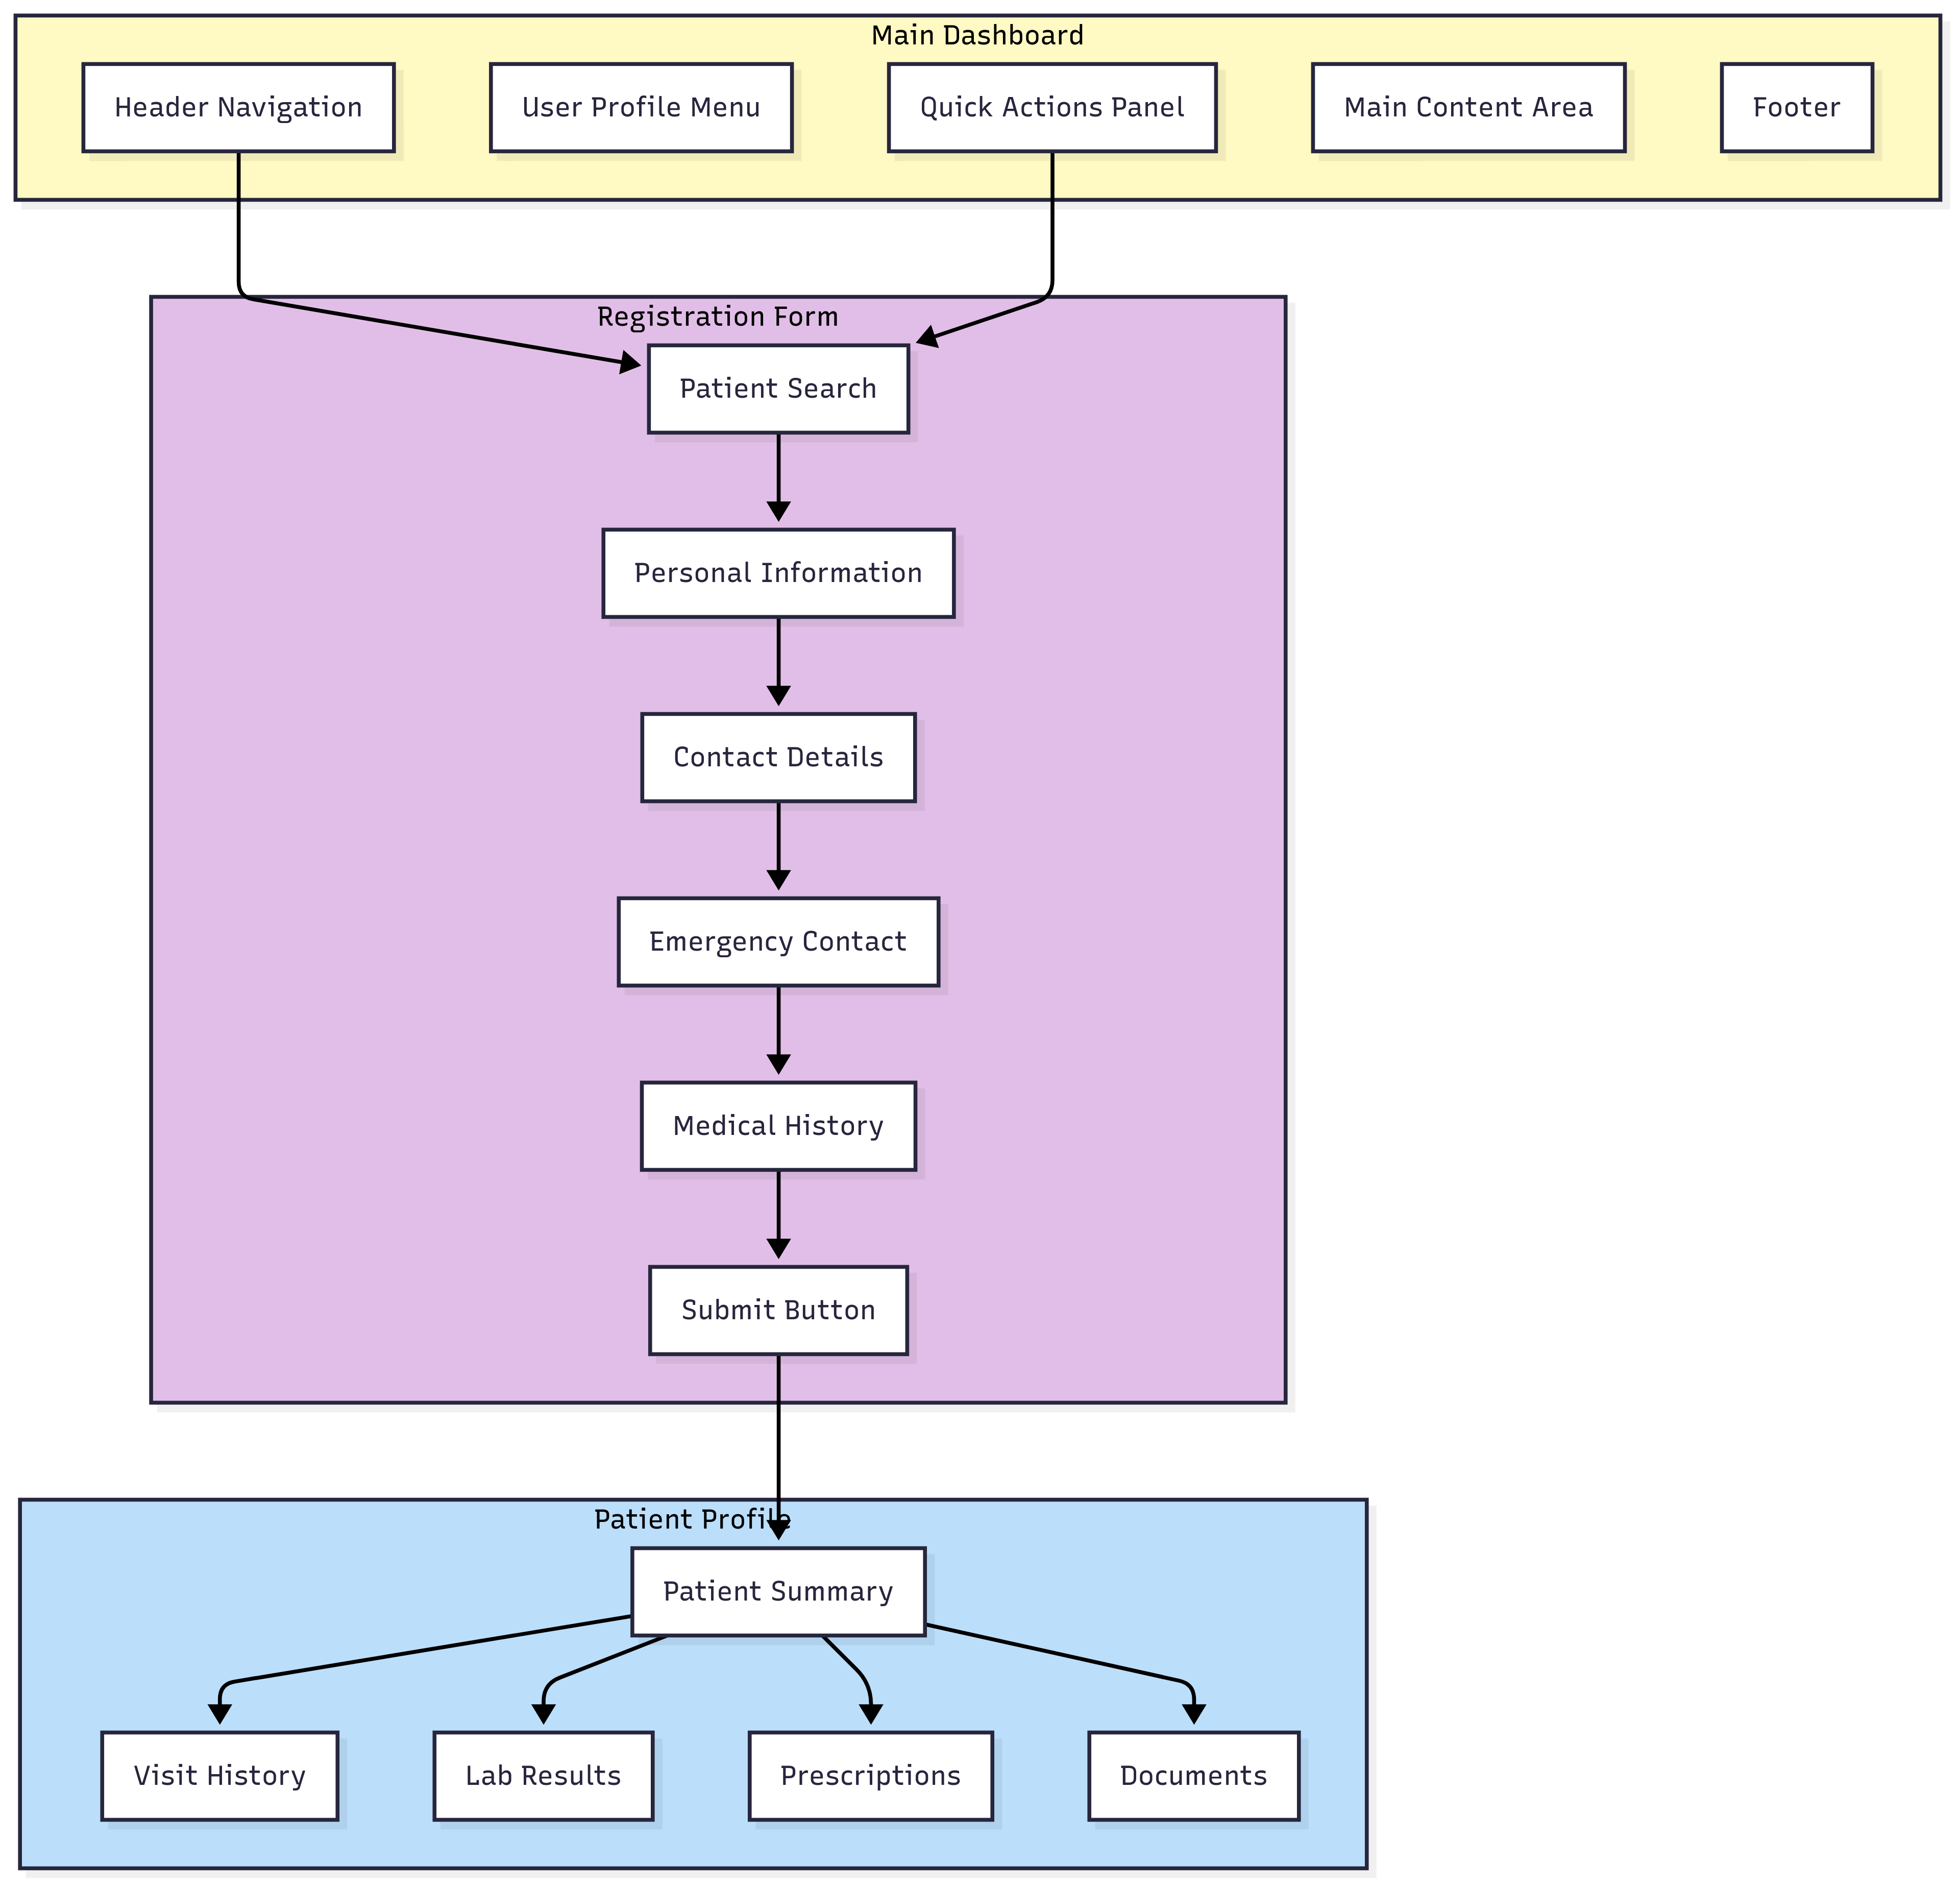 Main Dashboard
Header Navigation
User Profile Menu
Quick Actions Panel
Main Content Area
Footer
Registration Form
Patient Search
Personal Information
Contact Details
Emergency Contact
Medical History
Submit Button
Patient Profile
Patient Summary
Visit History
Lab Results
Prescriptions
Documents